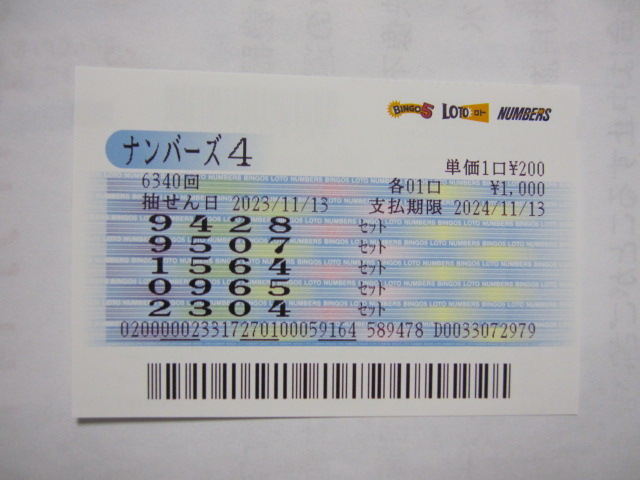 BINGO5 LOTO ロト NUMBERS
ナンバーズ4
単価1口¥200
6340回 各01口 ¥1,000
抽せん日 2023/11/13 支払期限 2024/11/13
9428 セット
9507 セット
1564 セット
0965 セット
2304 セット
020000023317270100059164 589478 D0033072979